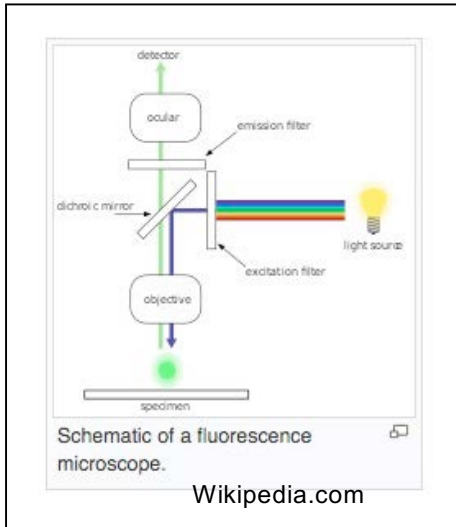 detector
ocular
emission filter
dichroic mirror
light source
excitation filter
objective
specimen
Schematic of a fluorescence
microscope.
Wikipedia.com